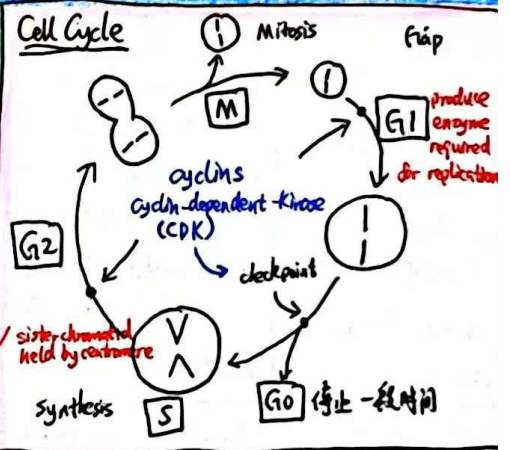 Cell Cycle
Mitosis
Gap
M
G1
produce
enzyme
required
for replication
cyclins
cyclin-dependent-kinase
(CDK)
G2
checkpoint
sister chromatid
held by centromere
synthesis
S
G0
停止一段时间